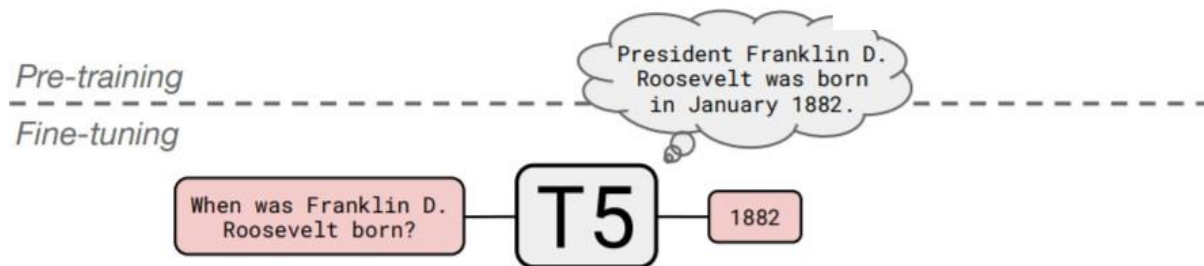 President Franklin D.
Roosevelt was born
in January 1882.
Pre-training
Fine-tuning
When was Franklin D.
Roosevelt born?
T5
1882